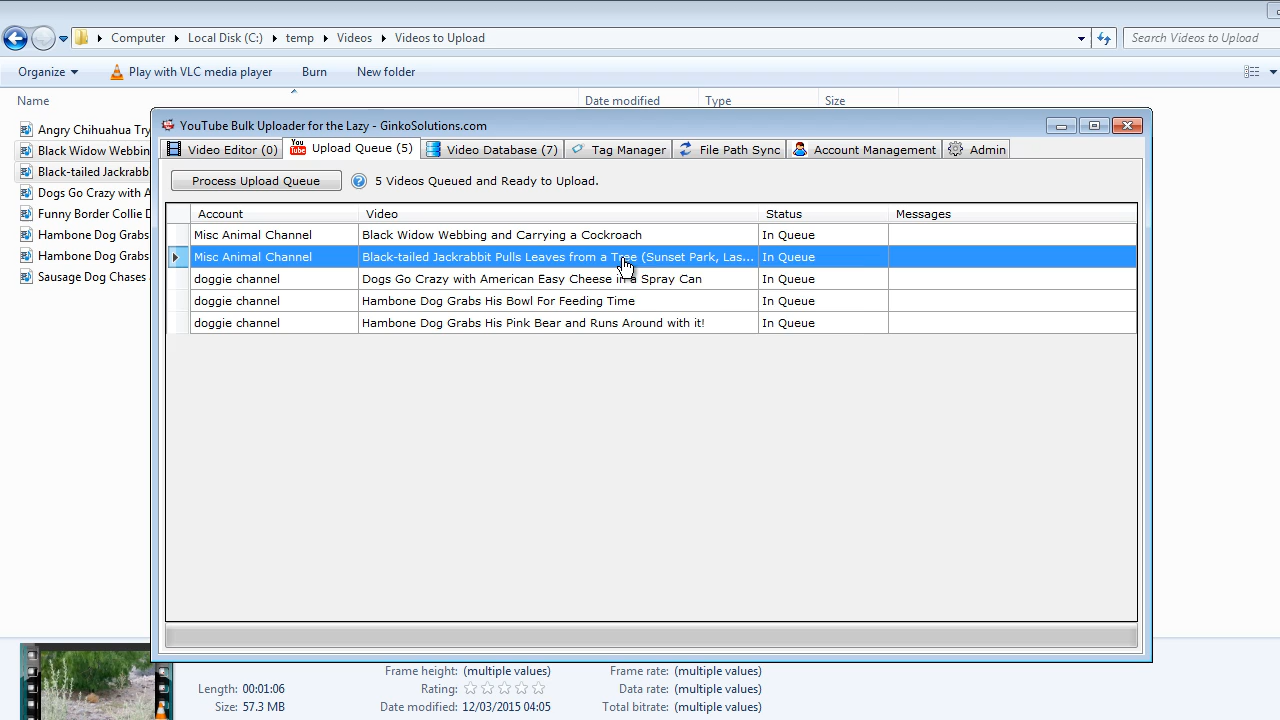 Computer Local Disk (C:) temp Videos Videos to Upload Search Videos to Upload
Organize Play with VLC media player Burn New folder
Name Date modified Type Size
Angry Chihuahua Try
Black Widow Webbin
Black-tailed Jackrabb
Dogs Go Crazy with A
Funny Border Collie D
Hambone Dog Grabs
Hambone Dog Grabs
Sausage Dog Chases
YouTube Bulk Uploader for the Lazy - GinkoSolutions.com
Video Editor (0) You Tube Upload Queue (5) Video Database (7) Tag Manager File Path Sync Account Management Admin
Process Upload Queue ? 5 Videos Queued and Ready to Upload.
Account Video Status Messages
Misc Animal Channel Black Widow Webbing and Carrying a Cockroach In Queue
Misc Animal Channel Black-tailed Jackrabbit Pulls Leaves from a Tree (Sunset Park, Las... In Queue
doggie channel Dogs Go Crazy with American Easy Cheese in a Spray Can In Queue
doggie channel Hambone Dog Grabs His Bowl For Feeding Time In Queue
doggie channel Hambone Dog Grabs His Pink Bear and Runs Around with it! In Queue
Frame height: (multiple values) Frame rate: (multiple values)
Length: 00:01:06 Rating: Data rate: (multiple values)
Size: 57.3 MB Date modified: 12/03/2015 04:05 Total bitrate: (multiple values)